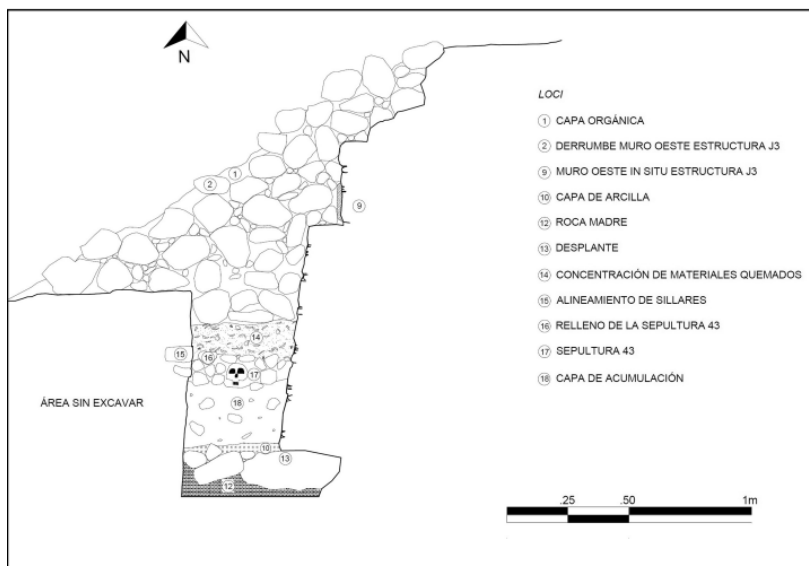 N
LOCI
1 CAPA ORGÁNICA
2 DERRUMBE MURO OESTE ESTRUCTURA J3
9 MURO OESTE IN SITU ESTRUCTURA J3
10 CAPA DE ARCILLA
12 ROCA MADRE
13 DESPLANTE
14 CONCENTRACIÓN DE MATERIALES QUEMADOS
15 ALINEAMIENTO DE SILLARES
16 RELLENO DE LA SEPULTURA 43
17 SEPULTURA 43
18 CAPA DE ACUMULACIÓN
1
2
9
14
15
16
17
18
10
13
12
ÁREA SIN EXCAVAR
.25 .50 1m